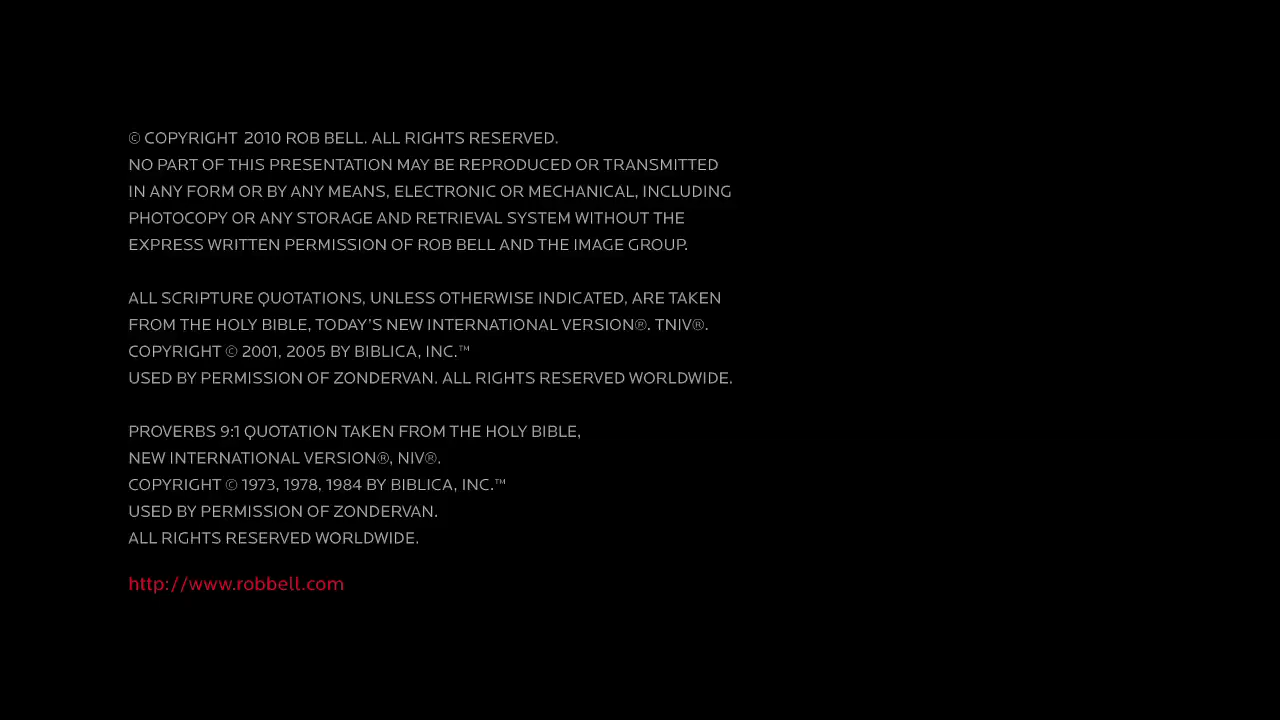 © COPYRIGHT 2010 ROB BELL. ALL RIGHTS RESERVED.
NO PART OF THIS PRESENTATION MAY BE REPRODUCED OR TRANSMITTED
IN ANY FORM OR BY ANY MEANS, ELECTRONIC OR MECHANICAL, INCLUDING
PHOTOCOPY OR ANY STORAGE AND RETRIEVAL SYSTEM WITHOUT THE
EXPRESS WRITTEN PERMISSION OF ROB BELL AND THE IMAGE GROUP.
ALL SCRIPTURE QUOTATIONS, UNLESS OTHERWISE INDICATED, ARE TAKEN
FROM THE HOLY BIBLE, TODAY'S NEW INTERNATIONAL VERSION®. TNIV®.
COPYRIGHT © 2001, 2005 BY BIBLICA, INC.™
USED BY PERMISSION OF ZONDERVAN. ALL RIGHTS RESERVED WORLDWIDE.
PROVERBS 9:1 QUOTATION TAKEN FROM THE HOLY BIBLE,
NEW INTERNATIONAL VERSION®, NIV®.
COPYRIGHT © 1973, 1978, 1984 BY BIBLICA, INC.™
USED BY PERMISSION OF ZONDERVAN.
ALL RIGHTS RESERVED WORLDWIDE.
http://www.robbell.com